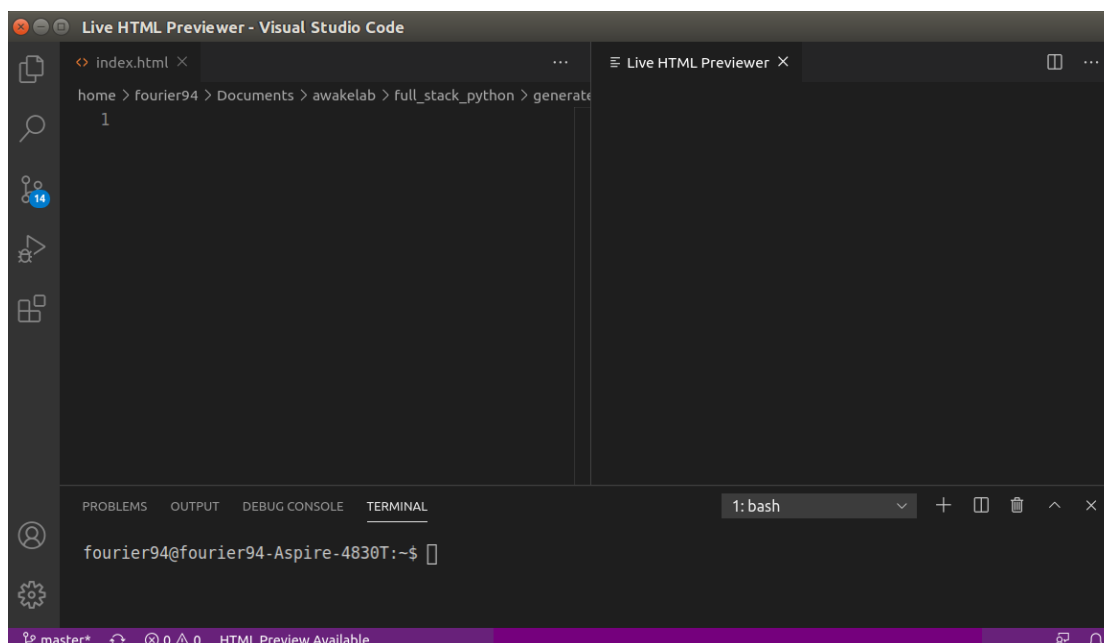 Live HTML Previewer - Visual Studio Code
index.html
Live HTML Previewer
home > fourier94 > Documents > awakelab > full_stack_python > generate
1
14
PROBLEMS OUTPUT DEBUG CONSOLE TERMINAL
1: bash
fourier94@fourier94-Aspire-4830T:~$
master* 0 0 HTML Preview Available